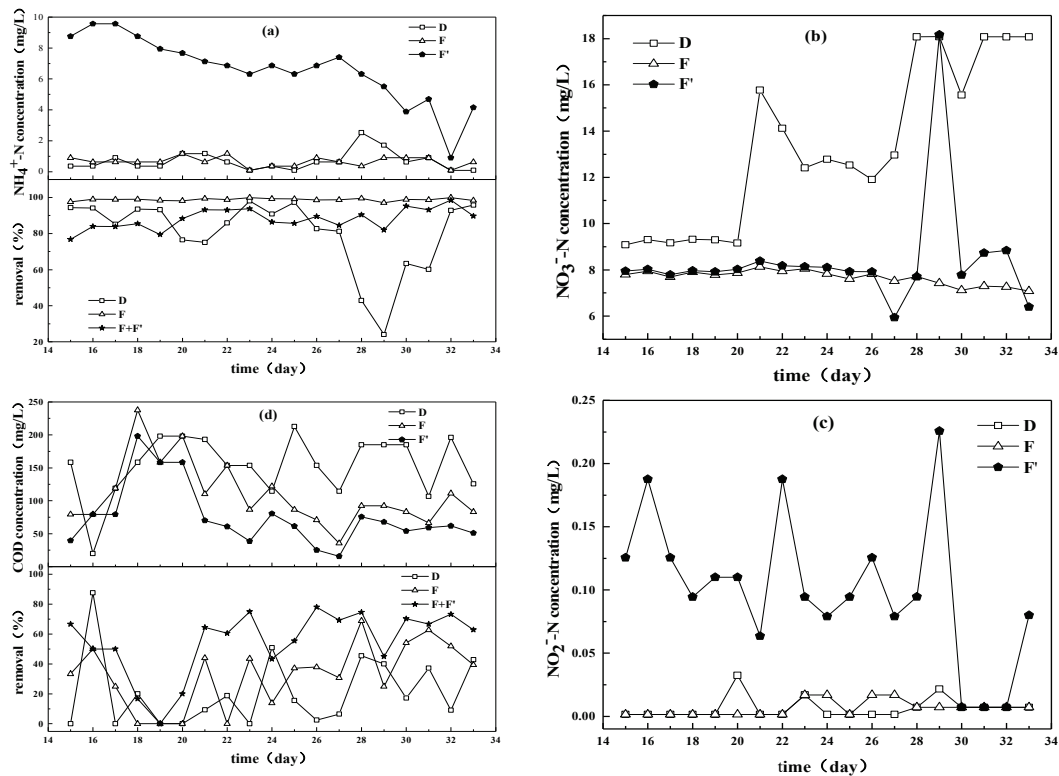 (a)
D
F
F'
NH₄⁺-N concentration (mg/L)
10
8
6
4
2
0
removal (%)
100
80
60
40
20
D
F
F+F'
14 16 18 20 22 24 26 28 30 32 34
time (day)
(b)
D
F
F'
NO₃⁻-N concentration (mg/L)
18
16
14
12
10
8
6
14 16 18 20 22 24 26 28 30 32 34
time (day)
(d)
D
F
F'
COD concentration (mg/L)
250
200
150
100
50
0
D
F
F+F'
removal (%)
100
80
60
40
20
0
14 16 18 20 22 24 26 28 30 32 34
time (day)
(c)
D
F
F'
NO₂⁻-N concentration (mg/L)
0.25
0.20
0.15
0.10
0.05
0.00
14 16 18 20 22 24 26 28 30 32 34
time (day)